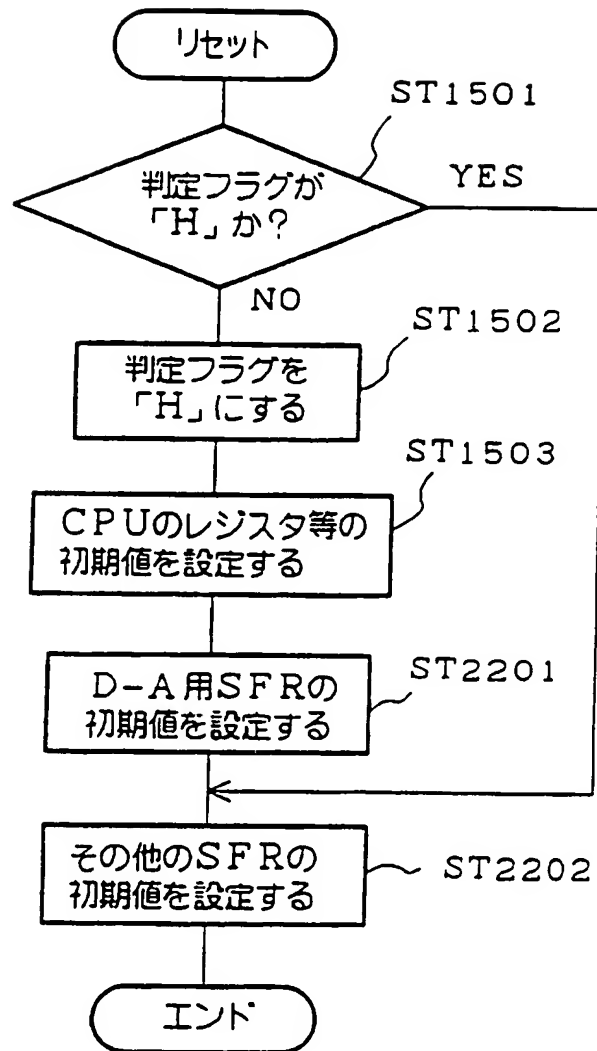 リセット
ST1501
判定フラグが
「H」か?
YES
NO
ST1502
判定フラグを
「H」にする
ST1503
CPUのレジスタ等の
初期値を設定する
ST2201
D-A用SFRの
初期値を設定する
その他のSFRの
初期値を設定する
ST2202
エンド